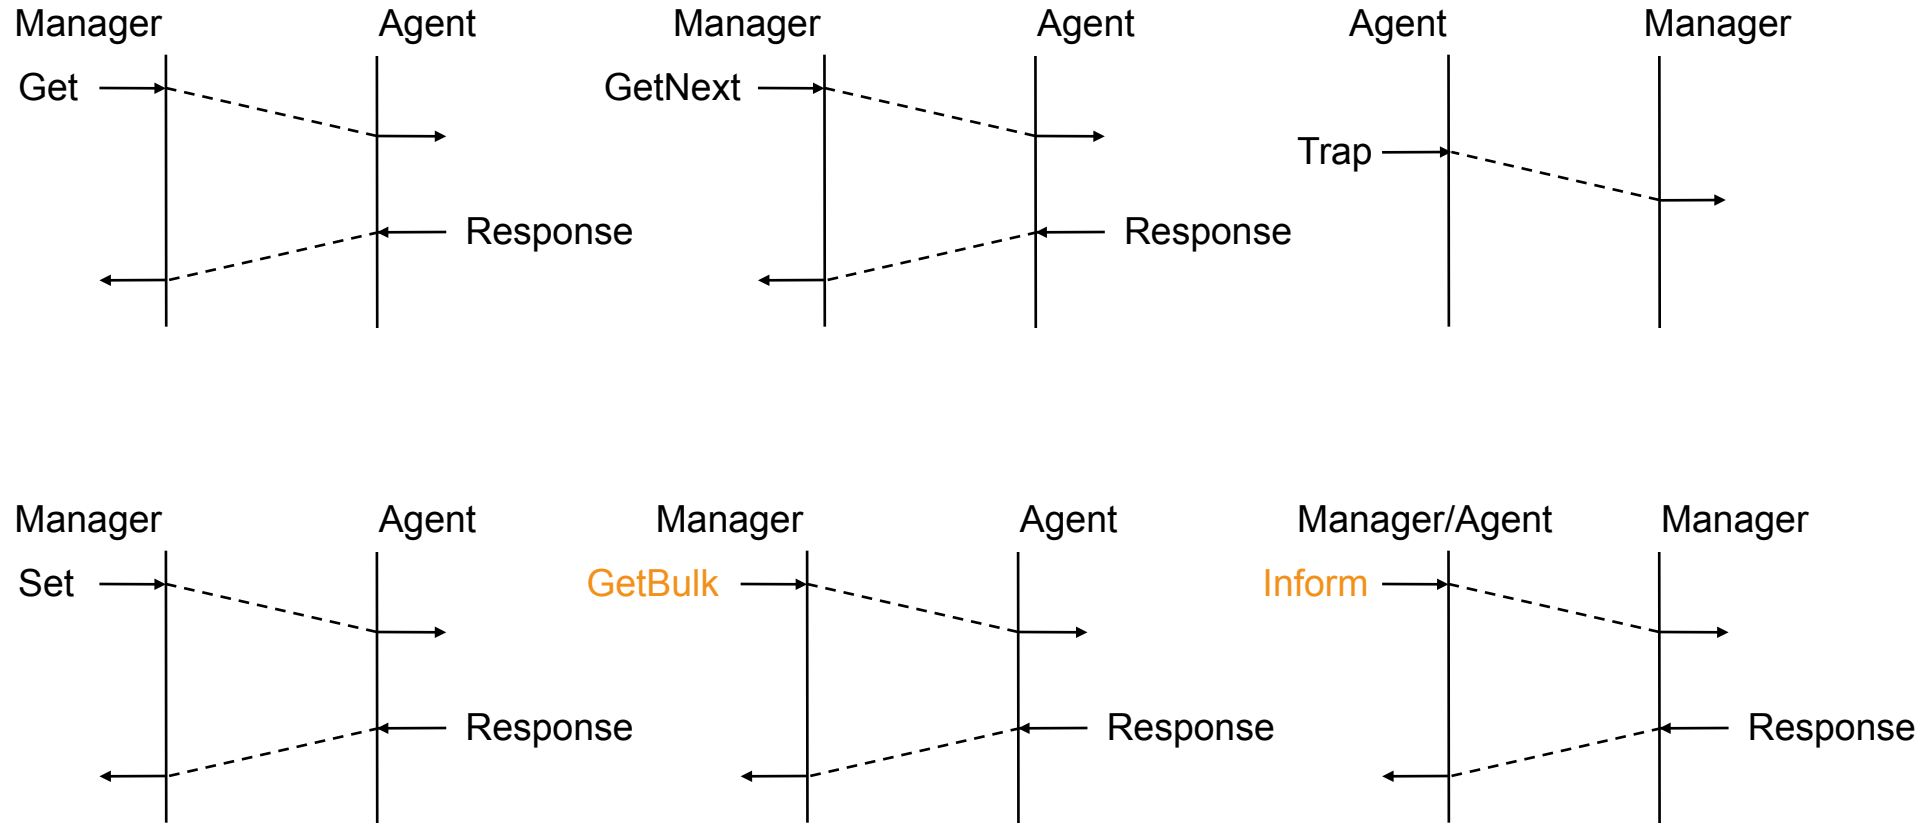 Manager Agent
Get
Response
Manager Agent
GetNext
Response
Agent Manager
Trap
Manager Agent
Set
Response
Manager Agent
GetBulk
Response
Manager/Agent Manager
Inform
Response